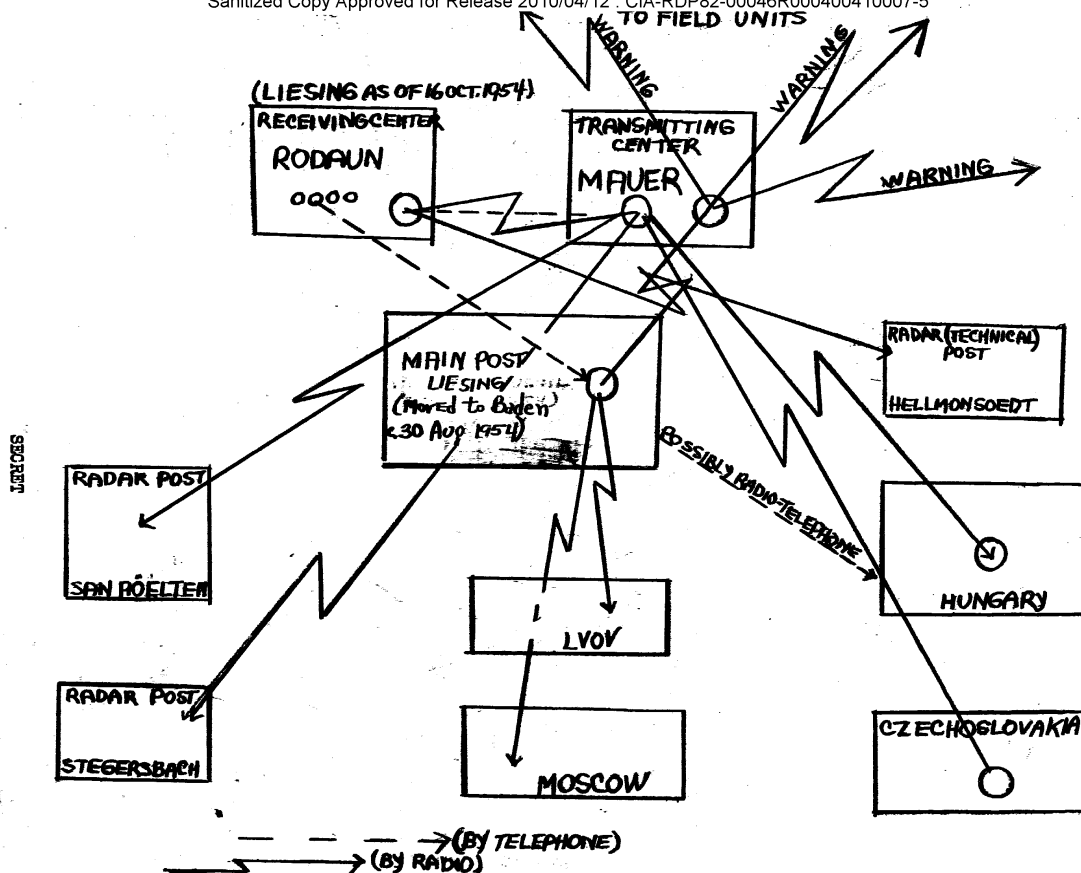 Sanitized Copy Approved for Release 2010/04/12 : CIA-RDP82-00046R000400410007-5
TO FIELD UNITS
WARNING
WARNING
WARNING
(LIESING AS OF 16 OCT. 1954)
RECEIVING CENTER
RODAUN
TRANSMITTING
CENTER
MAUER
MAIN POST
LIESING
(Moved to Baden
30 Aug 1954)
RADAR (TECHNICAL)
POST
HELLMONSOEDT
POSSIBLY RADIO-TELEPHONE
SECRET
RADAR POST
SAN POELTEN
HUNGARY
LVOV
RADAR POST
STEGERSBACH
MOSCOW
CZECHOSLOVAKIA
(BY TELEPHONE)
(BY RADIO)